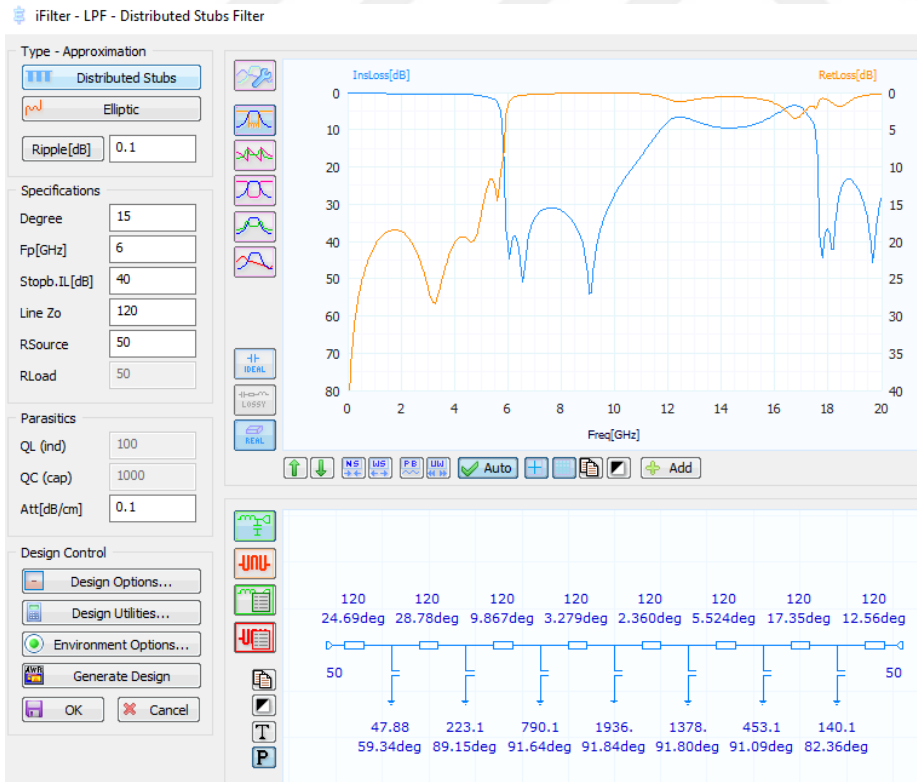 iFilter - LPF - Distributed Stubs Filter
Type - Approximation
Distributed Stubs
Elliptic
Ripple[dB] 0.1
Specifications
Degree 15
Fp[GHz] 6
Stopb.IL[dB] 40
Line Zo 120
RSource 50
RLoad 50
Parasitics
QL (ind) 100
QC (cap) 1000
Att[dB/cm] 0.1
Design Control
Design Options...
Design Utilities...
Environment Options...
AWR Generate Design
OK Cancel
IDEAL
LOSSY
REAL
InsLoss[dB] RetLoss[dB]
0 0
10 5
20 10
30 15
40 20
50 25
60 30
70 35
80 40
0 2 4 6 8 10 12 14 16 18 20
Freq[GHz]
NS WS PB UW Auto Add
T
P
120 120 120 120 120 120 120 120
24.69deg 28.78deg 9.867deg 3.279deg 2.360deg 5.524deg 17.35deg 12.56deg
50 50
47.88 223.1 790.1 1936. 1378. 453.1 140.1
59.34deg 89.15deg 91.64deg 91.84deg 91.80deg 91.09deg 82.36deg